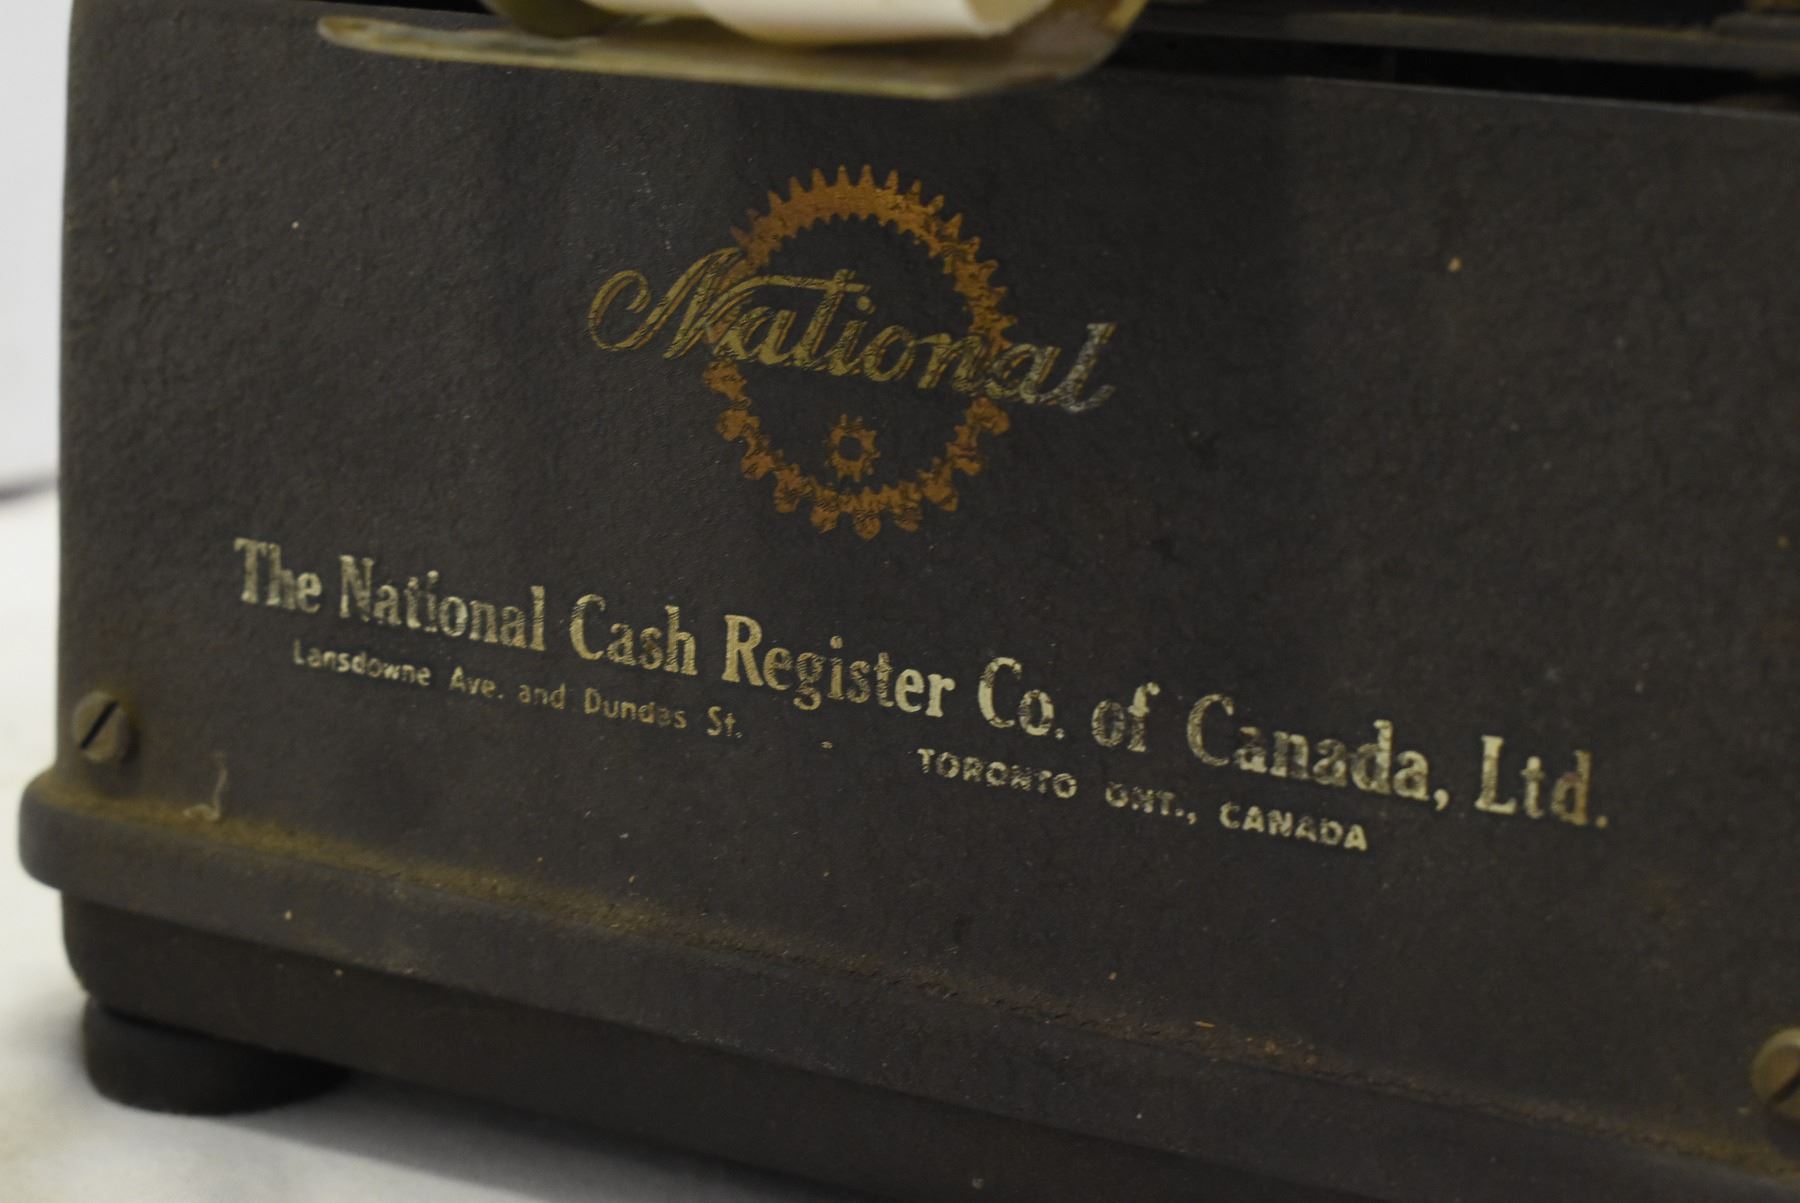 National
The National Cash Register Co. of Canada, Ltd.
Lansdowne Ave. and Dundas St. - TORONTO ONT., CANADA